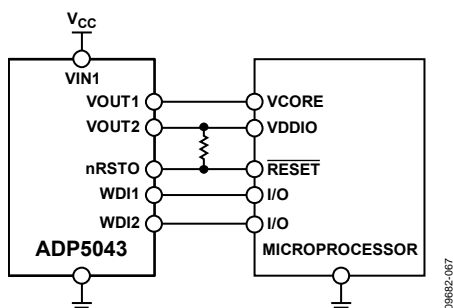 VCC
VIN1
VOUT1
VCORE
VOUT2
VDDIO
nRSTO
RESET
WDI1
I/O
WDI2
I/O
ADP5043
MICROPROCESSOR
09682-067